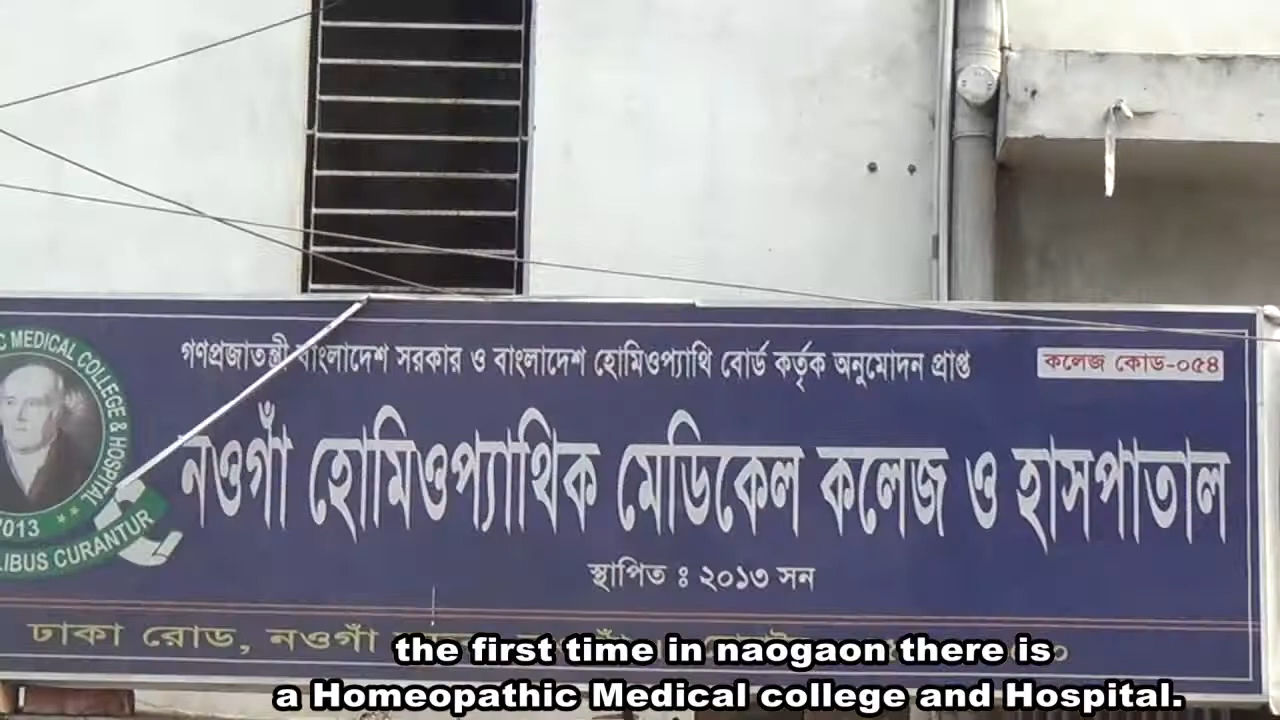 গণপ্রজাতন্ত্রী বাংলাদেশ সরকার ও বাংলাদেশ হোমিওপ্যাথি বোর্ড কর্তৃক অনুমোদন প্রাপ্ত
কলেজ কোড-০৫৪
নওগাঁ হোমিওপ্যাথিক মেডিকেল কলেজ ও হাসপাতাল
স্থাপিত ঃ ২০১৩ সন
C MEDICAL COLLEGE & HOSPITAL
2013
CURANTUR
ঢাকা রোড, নওগাঁ
the first time in naogaon there is
a Homeopathic Medical college and Hospital.